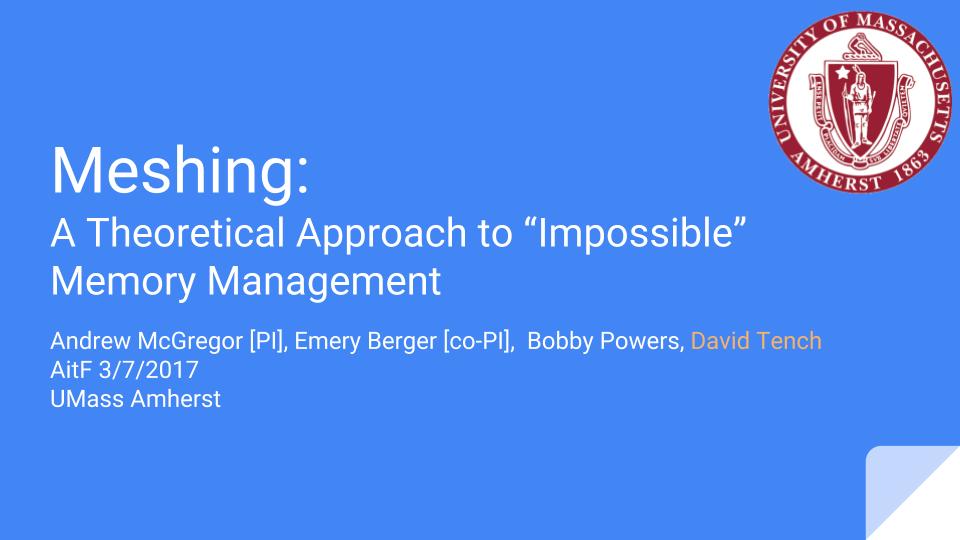 UNIVERSITY OF MASSACHUSETTS
AMHERST 1863
Meshing:
A Theoretical Approach to “Impossible”
Memory Management
Andrew McGregor [PI], Emery Berger [co-PI],  Bobby Powers, David Tench
AitF 3/7/2017
UMass Amherst